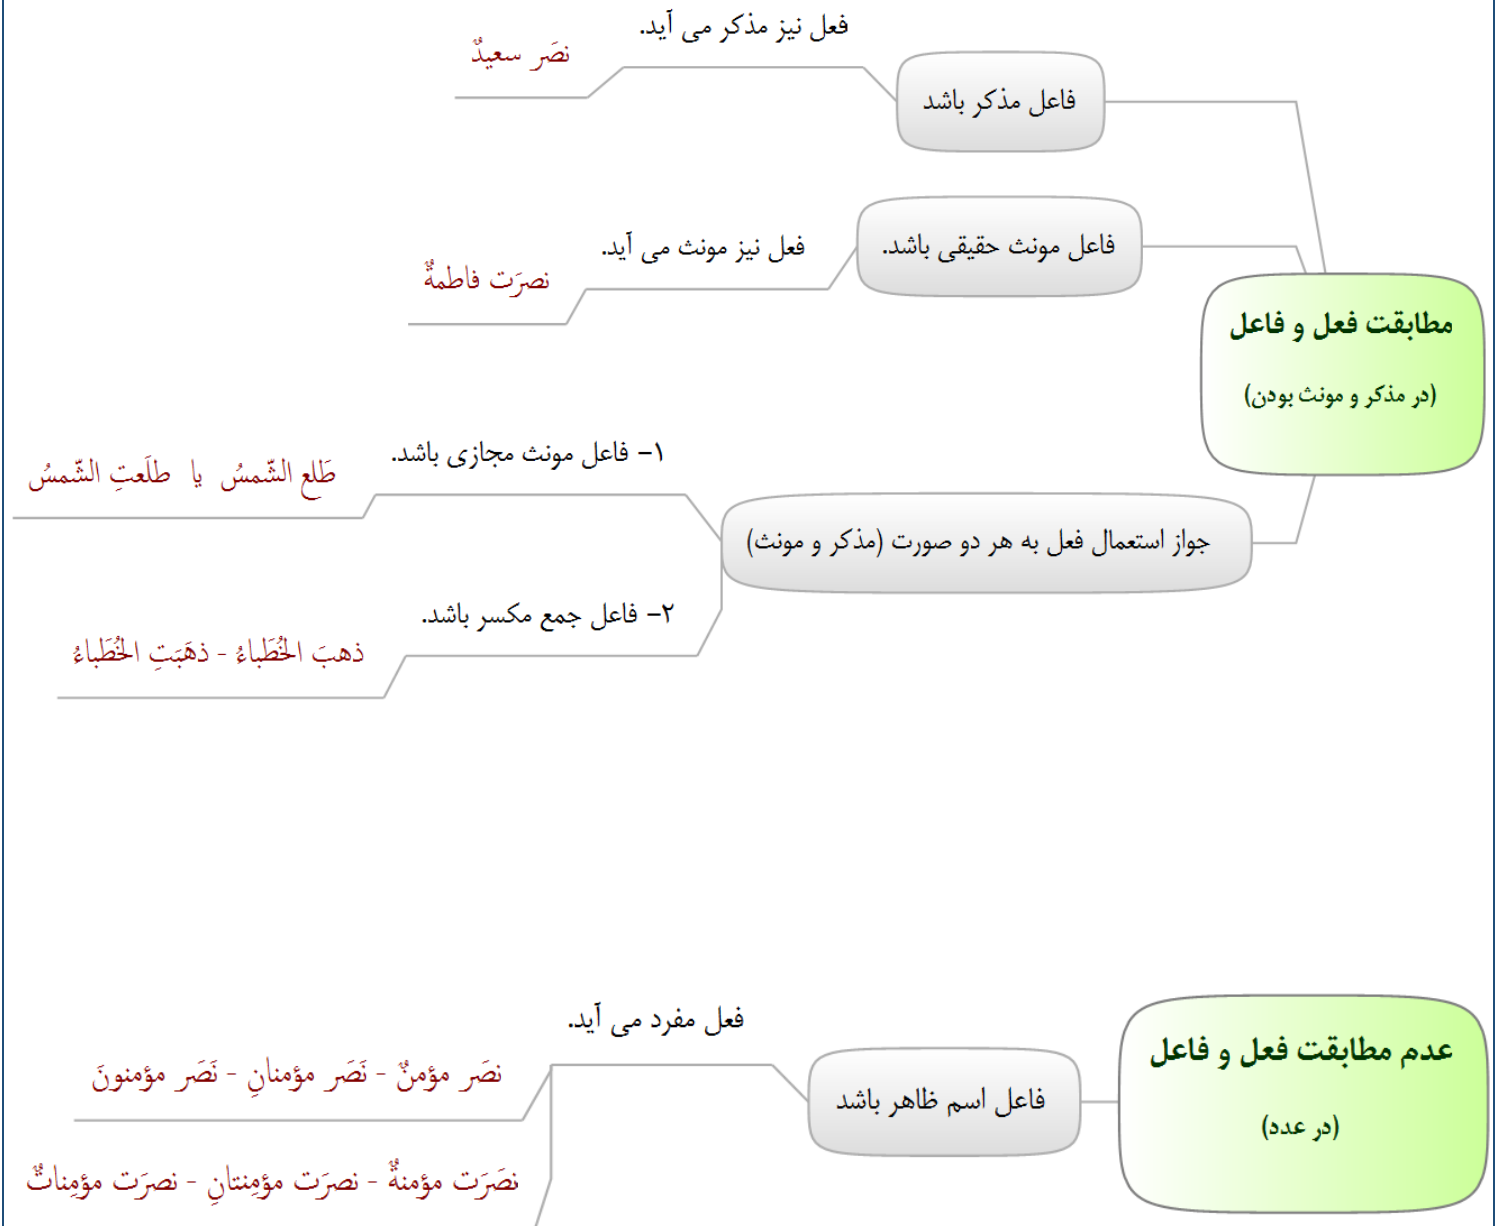 مطابقت فعل و فاعل
(در مذکر و مونث بودن)
فاعل مذکر باشد
فعل نیز مذکر می آید.
نصَر سعیدٌ
فاعل مونث حقیقی باشد.
فعل نیز مونث می آید.
نصرَت فاطمةٌ
جواز استعمال فعل به هر دو صورت (مذکر و مونث)
۱- فاعل مونث مجازی باشد.
طَلع الشّمسُ یا طلَعتِ الشّمسُ
۲- فاعل جمع مکسر باشد.
ذهبَ الخُطَباءُ - ذهَبَتِ الخُطَباءُ
عدم مطابقت فعل و فاعل
(در عدد)
فاعل اسم ظاهر باشد
فعل مفرد می آید.
نصَر مؤمنٌ - نَصَر مؤمنانِ - نَصَر مؤمنونَ
نصَرَت مؤمنةٌ - نصرَت مؤمِنتانِ - نصرَت مؤمِناتٌ